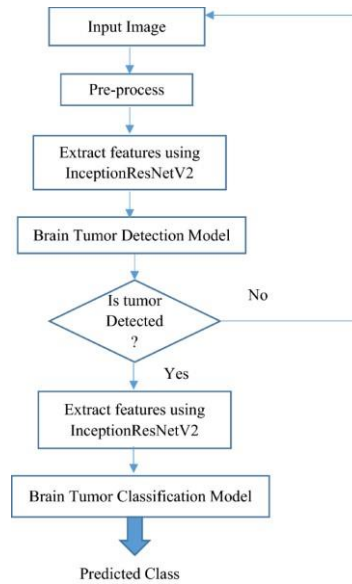 Input Image
Pre-process
Extract features using
InceptionResNetV2
Brain Tumor Detection Model
Is tumor
Detected
?
No
Yes
Extract features using
InceptionResNetV2
Brain Tumor Classification Model
Predicted Class